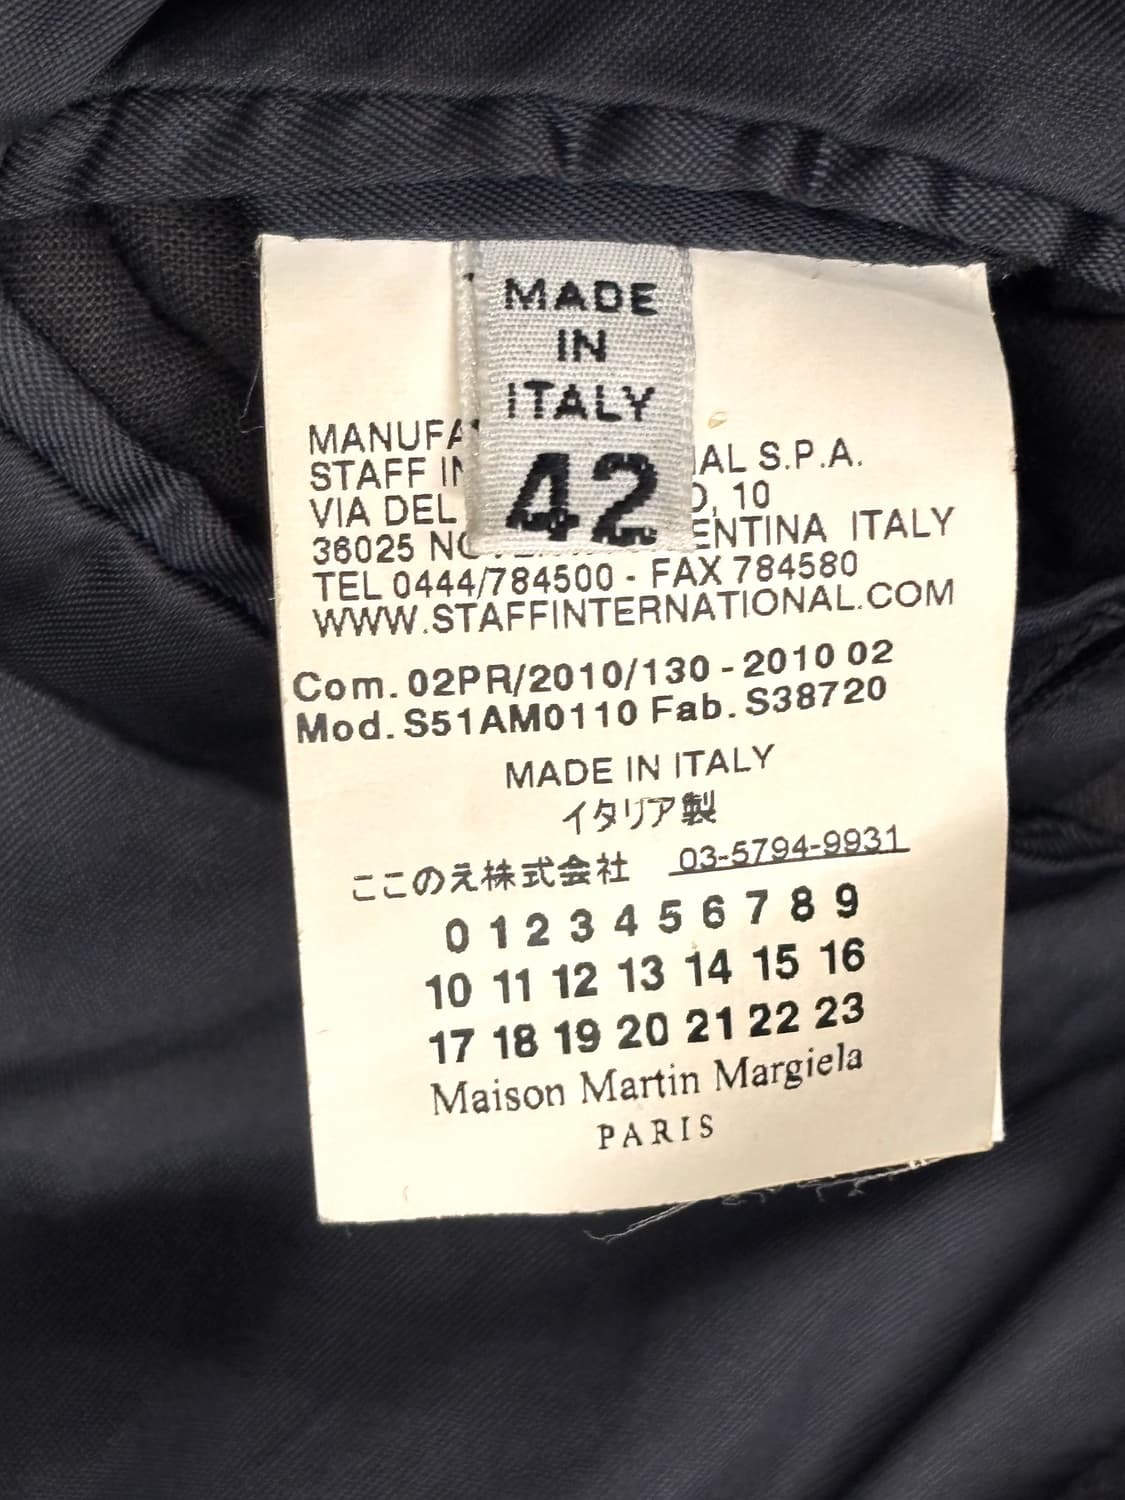 MADE
IN
ITALY
42
S.P.A.
STAFF
VIA DEL 10
36025 ITALY
TEL 0444/784500 - FAX 784580
WWW.STAFFINTERNATIONAL.COM
Com. 02PR/2010/130 - 2010 02
Mod. S51AM0110 Fab. S38720
MADE IN ITALY
イタリア製
ここのえ株式会社 03-5794-9931
0 1 2 3 4 5 6 7 8 9
10 11 12 13 14 15 16
17 18 19 20 21 22 23
Maison Martin Margiela
PARIS